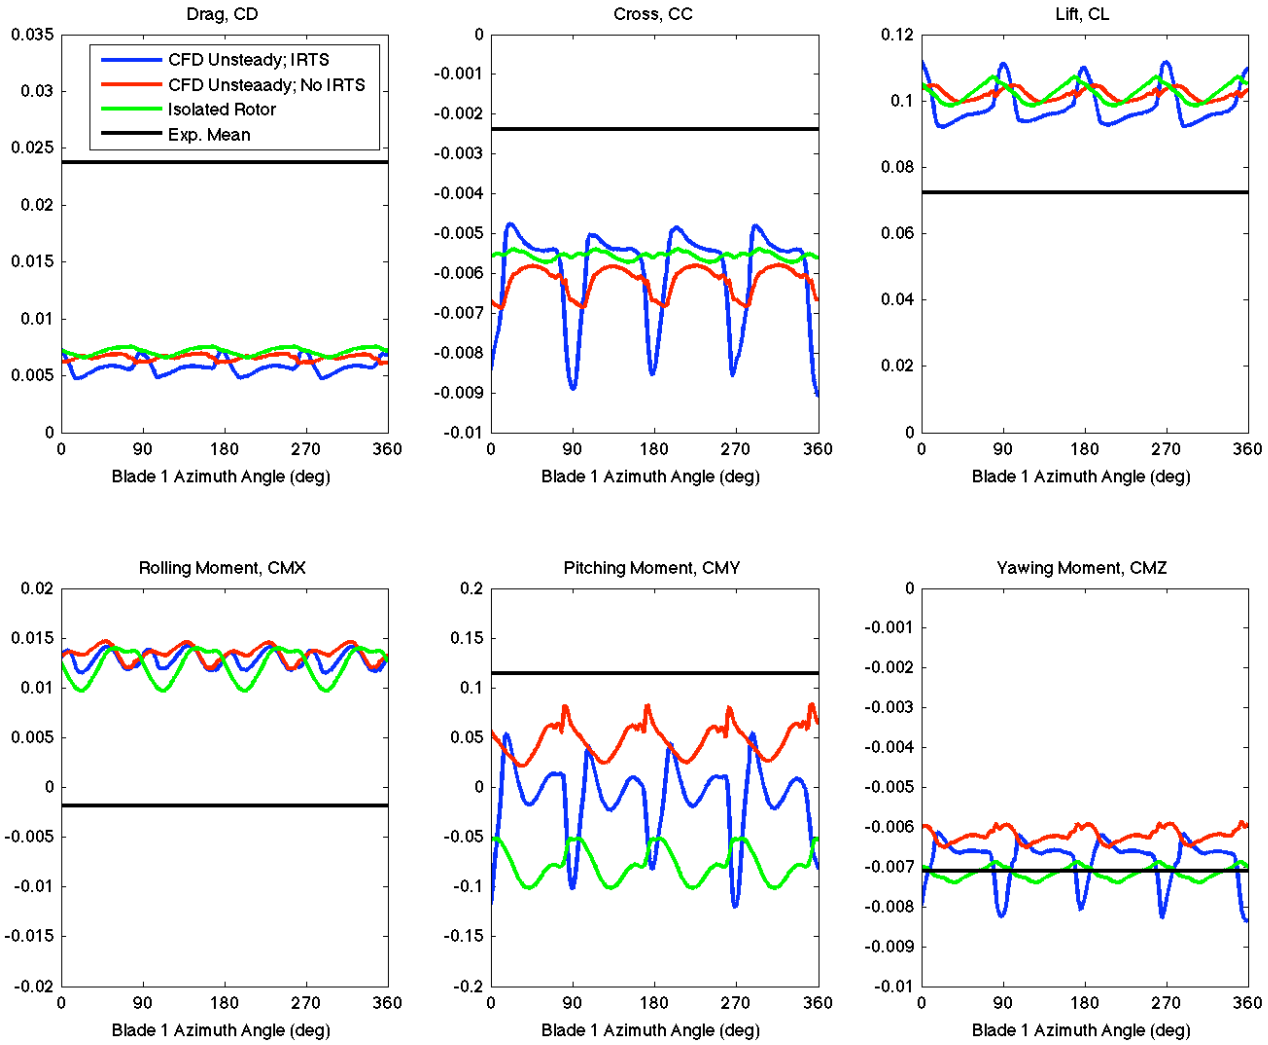 Drag, CD
0.035
0.03
0.025
0.02
0.015
0.01
0.005
0
CFD Unsteady; IRTS
CFD Unsteaady; No IRTS
Isolated Rotor
Exp. Mean
0 90 180 270 360
Blade 1 Azimuth Angle (deg)
Cross, CC
0
-0.001
-0.002
-0.003
-0.004
-0.005
-0.006
-0.007
-0.008
-0.009
-0.01
0 90 180 270 360
Blade 1 Azimuth Angle (deg)
Lift, CL
0.12
0.1
0.08
0.06
0.04
0.02
0
0 90 180 270 360
Blade 1 Azimuth Angle (deg)
Rolling Moment, CMX
0.02
0.015
0.01
0.005
0
-0.005
-0.01
-0.015
-0.02
0 90 180 270 360
Blade 1 Azimuth Angle (deg)
Pitching Moment, CMY
0.2
0.15
0.1
0.05
0
-0.05
-0.1
-0.15
-0.2
0 90 180 270 360
Blade 1 Azimuth Angle (deg)
Yawing Moment, CMZ
0
-0.001
-0.002
-0.003
-0.004
-0.005
-0.006
-0.007
-0.008
-0.009
-0.01
0 90 180 270 360
Blade 1 Azimuth Angle (deg)